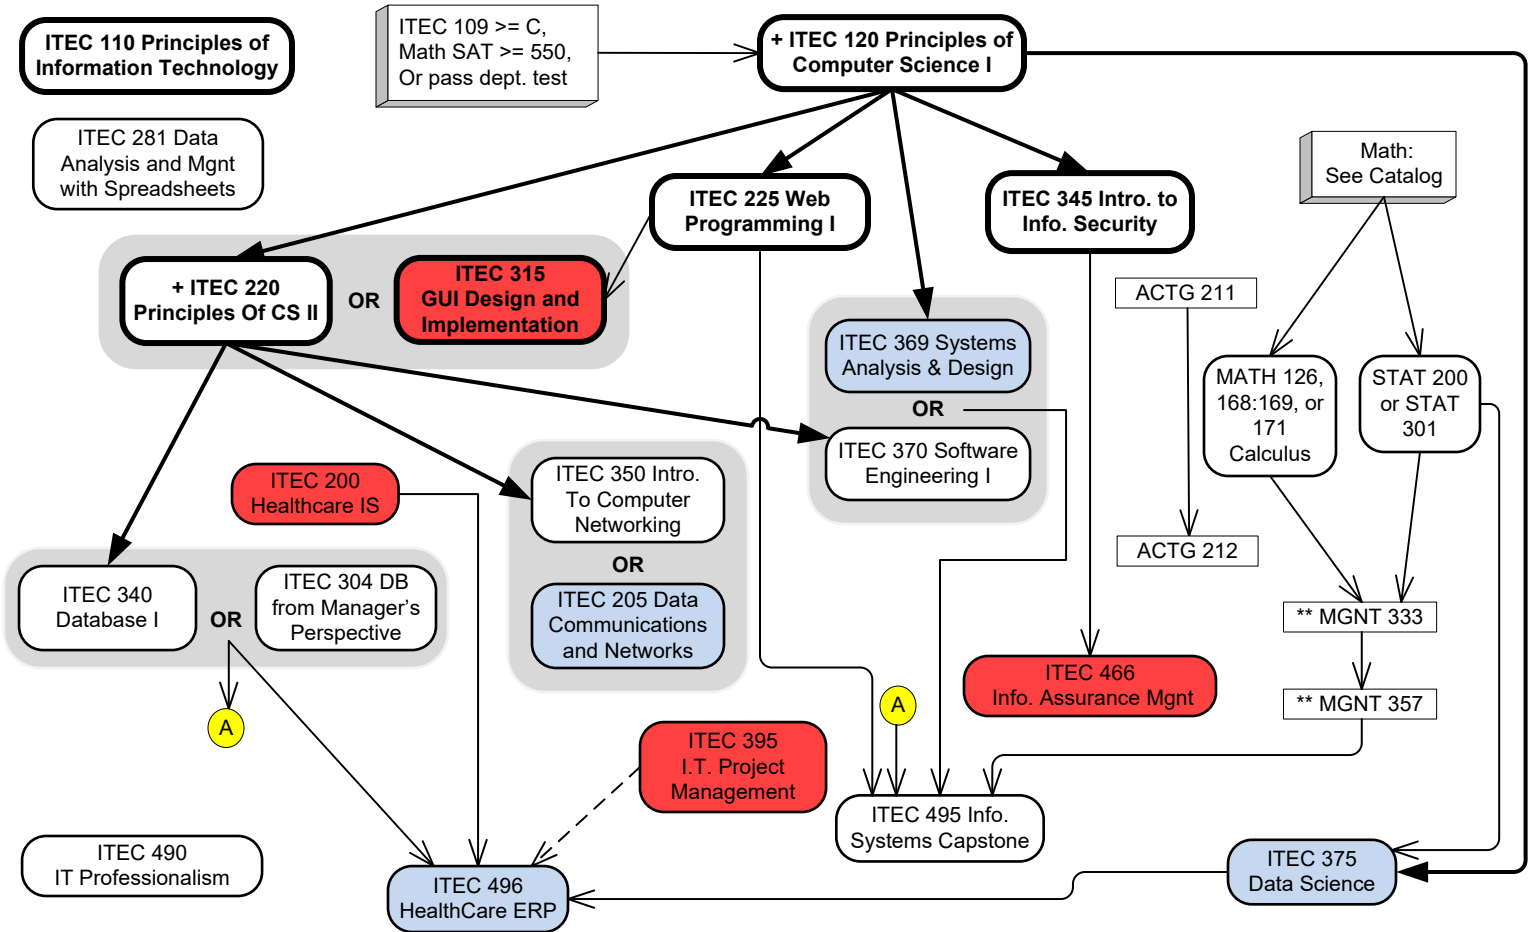 ITEC 110 Principles of
Information Technology
ITEC 109 >= C,
Math SAT >= 550,
Or pass dept. test
+ ITEC 120 Principles of
Computer Science I
ITEC 281 Data
Analysis and Mgnt
with Spreadsheets
Math:
See Catalog
ITEC 225 Web
Programming I
ITEC 345 Intro. to
Info. Security
+ ITEC 220
Principles Of CS II
OR
ITEC 315
GUI Design and
Implementation
ACTG 211
ITEC 369 Systems
Analysis & Design
OR
ITEC 370 Software
Engineering I
MATH 126,
168:169, or
171
Calculus
STAT 200
or STAT
301
ITEC 200
Healthcare IS
ITEC 350 Intro.
To Computer
Networking
OR
ITEC 205 Data
Communications
and Networks
ACTG 212
ITEC 340
Database I
OR
ITEC 304 DB
from Manager's
Perspective
** MGNT 333
ITEC 466
Info. Assurance Mgnt
** MGNT 357
A
A
ITEC 395
I.T. Project
Management
ITEC 495 Info.
Systems Capstone
ITEC 490
IT Professionalism
ITEC 496
HealthCare ERP
ITEC 375
Data Science